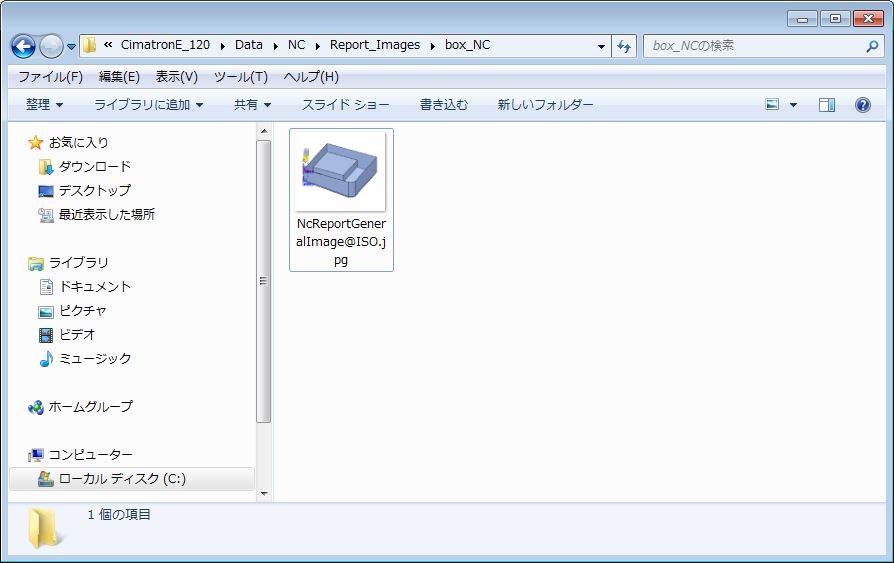 « CimatronE_120 ▸ Data ▸ NC ▸ Report_Images ▸ box_NC
box_NCの検索
ファイル(F) 編集(E) 表示(V) ツール(T) ヘルプ(H)
整理 ライブラリに追加 共有 スライド ショー 書き込む 新しいフォルダー
お気に入り
ダウンロード
デスクトップ
最近表示した場所
ライブラリ
ドキュメント
ピクチャ
ビデオ
ミュージック
ホームグループ
コンピューター
ローカル ディスク (C:)
NcReportGener
alImage@ISO.j
pg
1 個の項目